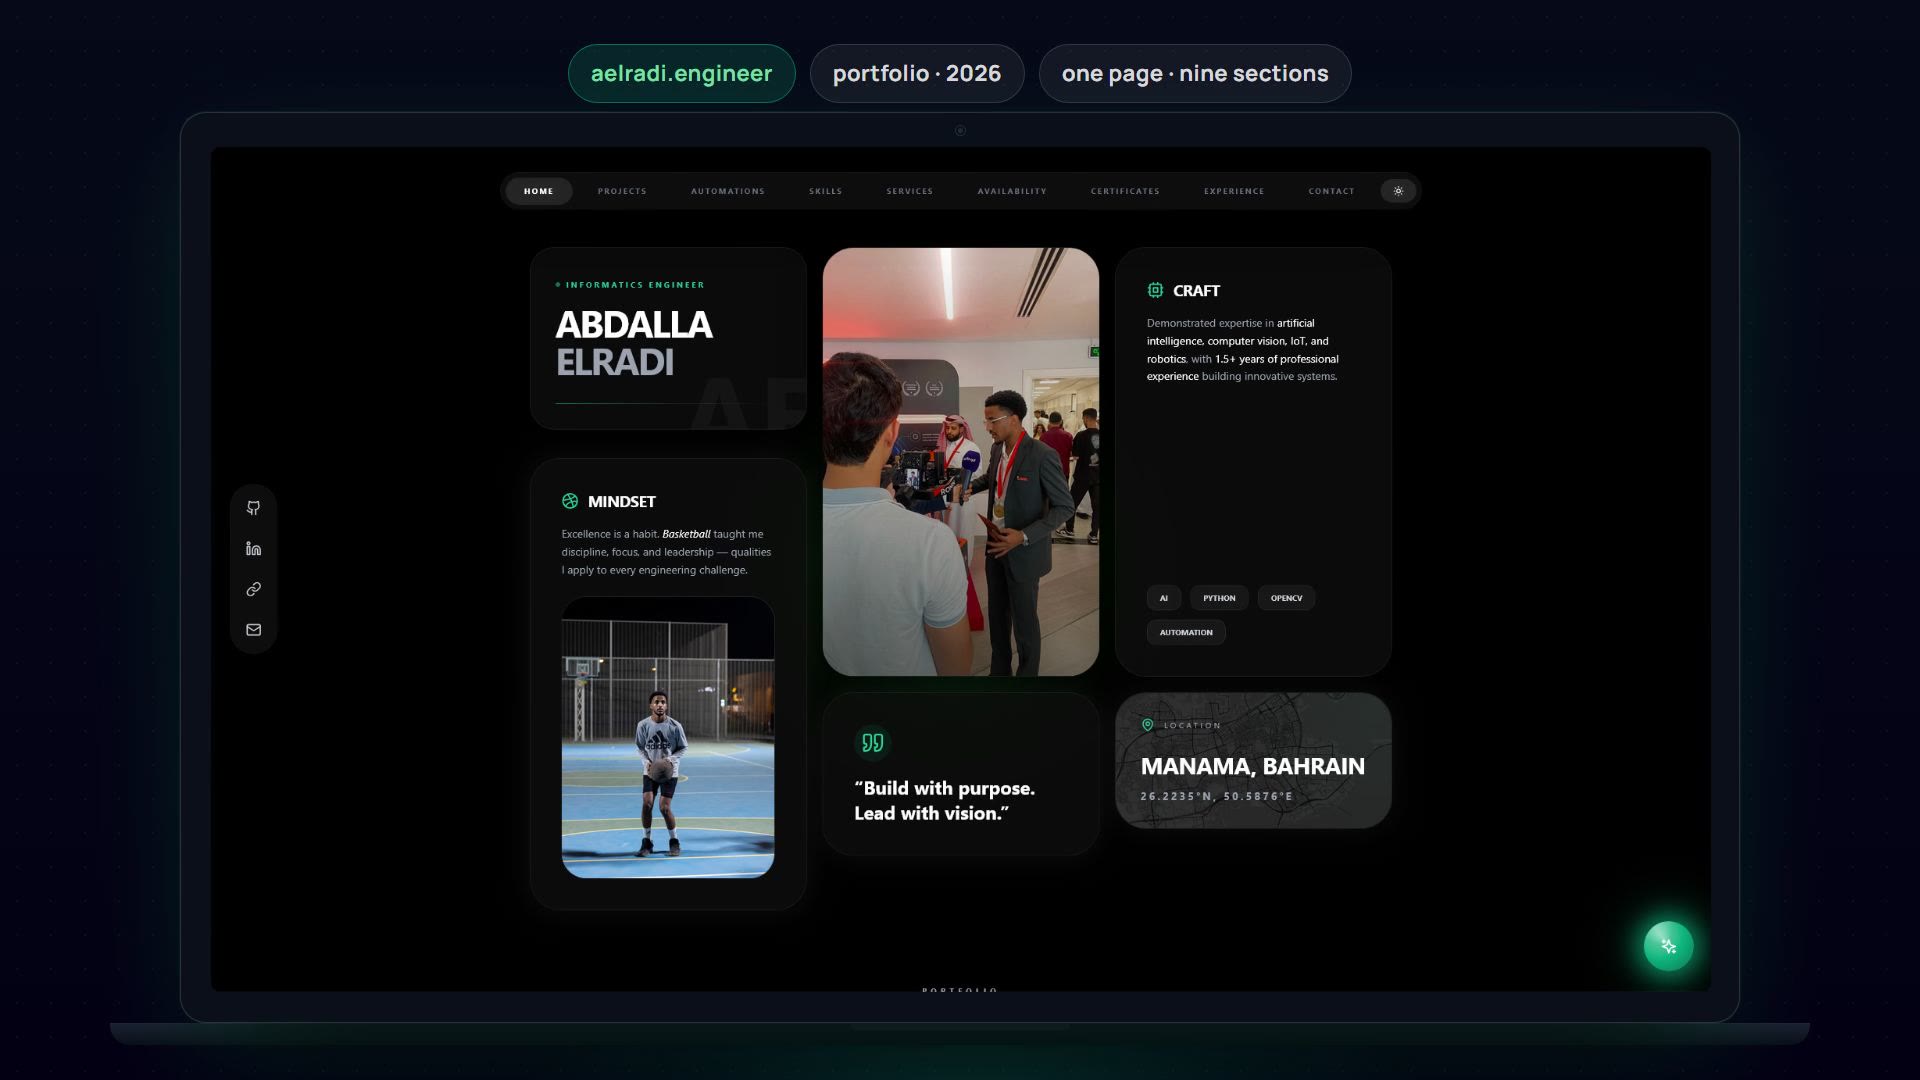 aelradi.engineer
portfolio · 2026
one page · nine sections
HOME
PROJECTS
AUTOMATIONS
SKILLS
SERVICES
AVAILABILITY
CERTIFICATES
EXPERIENCE
CONTACT
INFORMATICS ENGINEER
ABDALLA
ELRADI
AE
MINDSET
Excellence is a habit. Basketball taught me
discipline, focus, and leadership — qualities
I apply to every engineering challenge.
adidas
“Build with purpose.
Lead with vision.”
CRAFT
Demonstrated expertise in artificial
intelligence, computer vision, IoT, and
robotics, with 1.5+ years of professional
experience building innovative systems.
AI
PYTHON
OPENCV
AUTOMATION
LOCATION
MANAMA, BAHRAIN
26.2235°N, 50.5876°E
PORTFOLIO